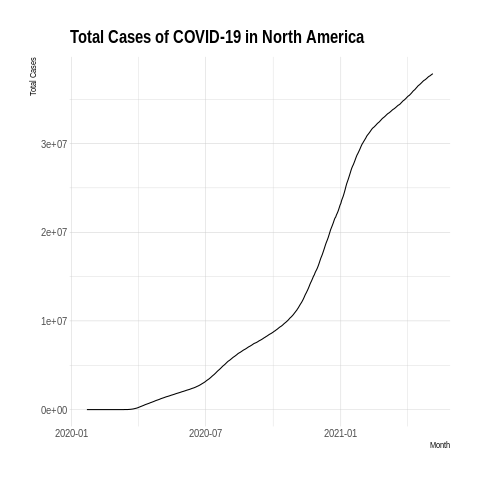 Total Cases of COVID-19 in North America
Total Cases
3e+07
2e+07
1e+07
0e+00
2020-01 2020-07 2021-01
Month